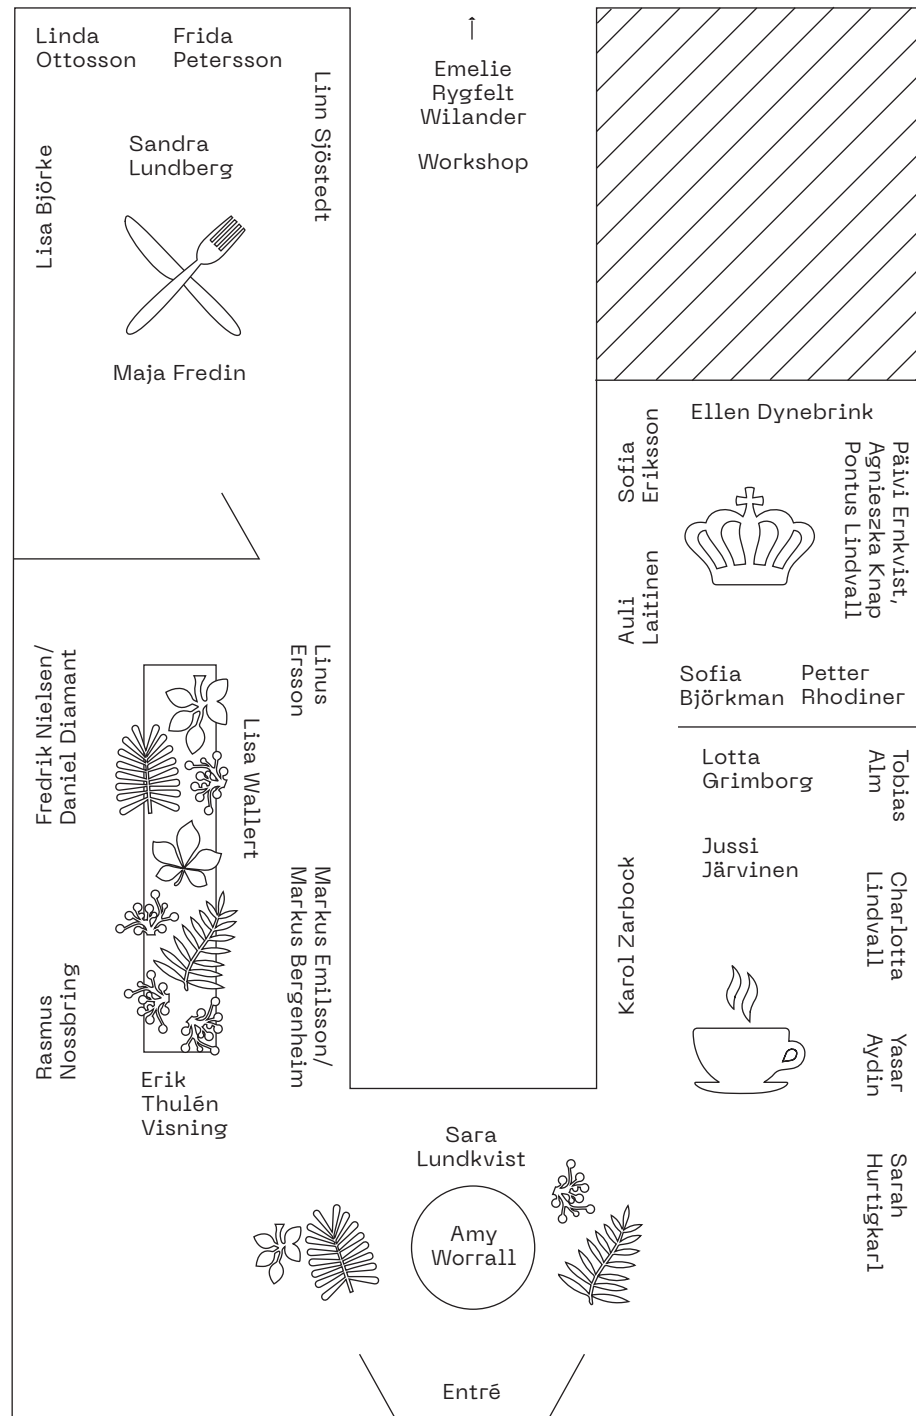 Linda
Ottosson
Frida
Petersson
Linn Sjöstedt
Sandra
Lundberg
Lisa Björke
Maja Fredin
↑
Emelie
Rygfelt
Wilander
Workshop
Ellen Dynebrink
Sofia
Eriksson
Päivi Ernkvist,
Agnieszka Knap
Pontus Lindvall
Auli
Laitinen
Sofia
Björkman
Petter
Rhodiner
Fredrik Nielsen/
Daniel Diamant
Linus
Ersson
Lisa Wallert
Markus Emilsson/
Markus Bergenheim
Rasmus
Nossbring
Erik
Thulén
Visning
Lotta
Grimborg
Tobias
Alm
Jussi
Järvinen
Karol Zarbock
Charlotta
Lindvall
Yasar
Aydin
Sarah
Hurtigkarl
Sara
Lundkvist
Amy
Worrall
Entré